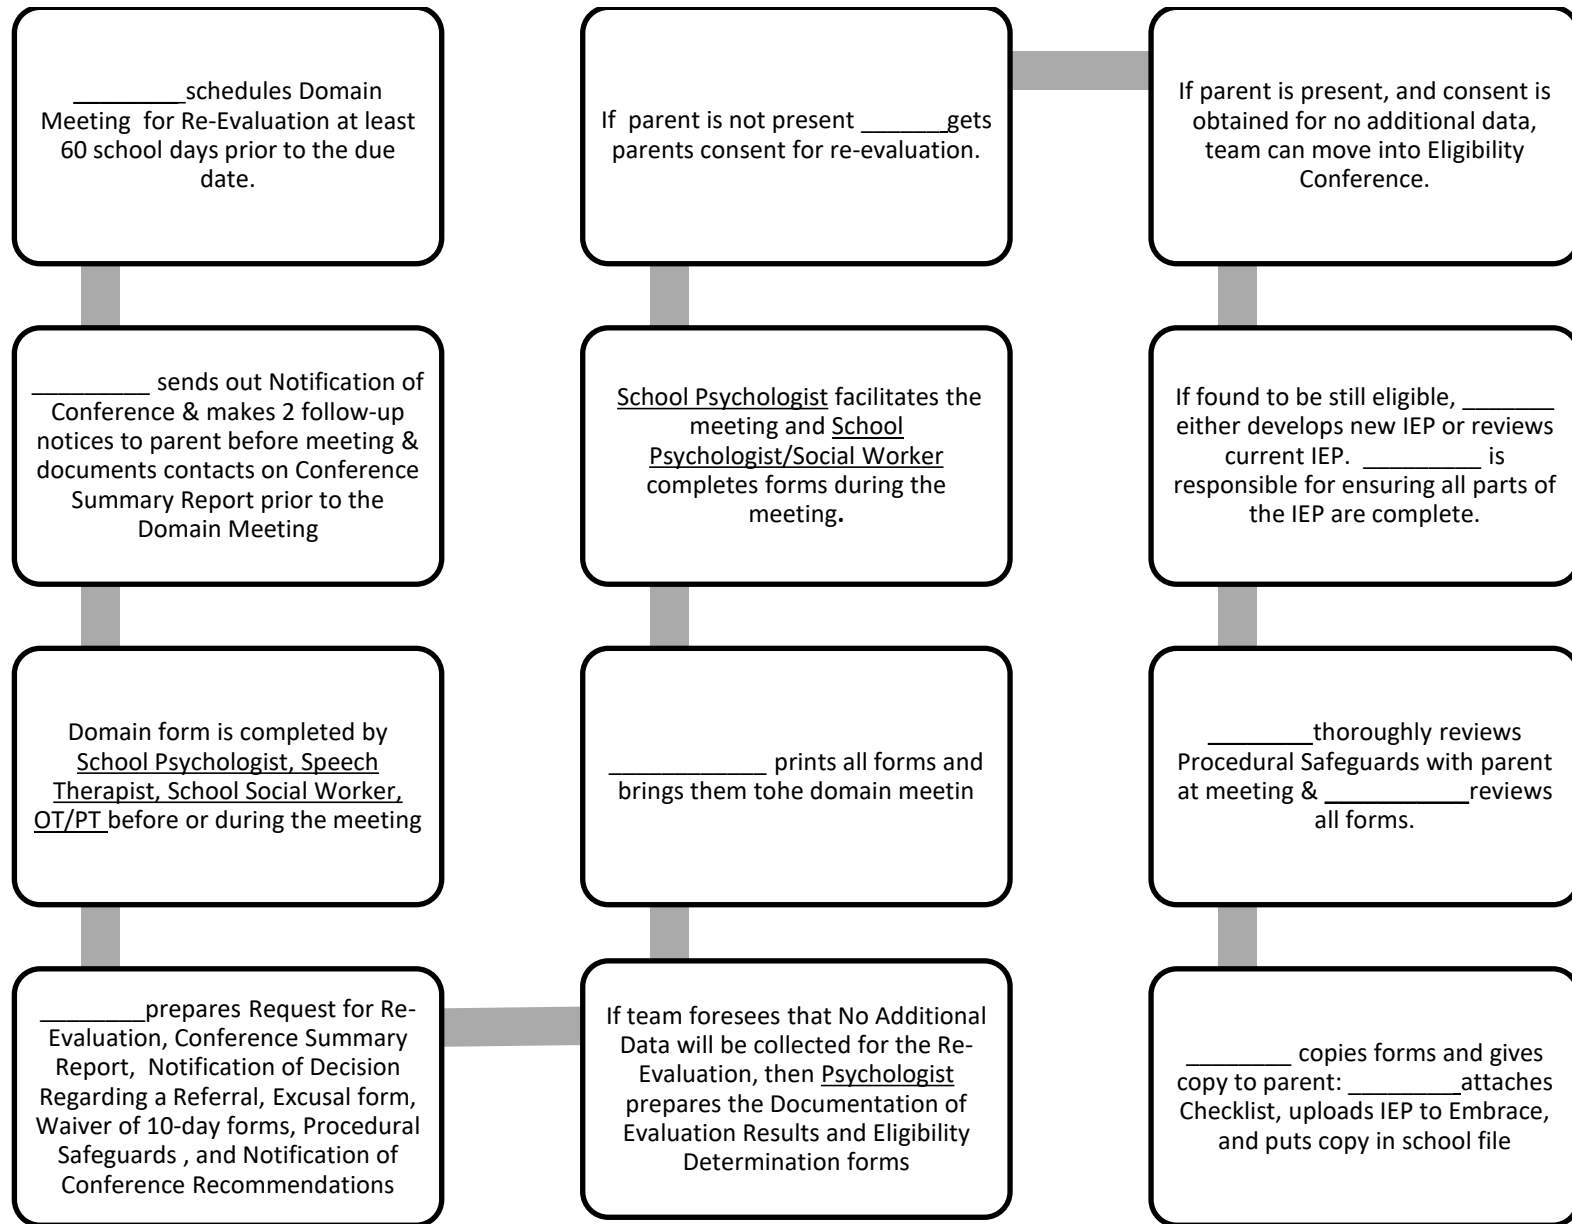 _________schedules Domain
Meeting for Re-Evaluation at least
60 school days prior to the due
date.
__________ sends out Notification of
Conference & makes 2 follow-up
notices to parent before meeting &
documents contacts on Conference
Summary Report prior to the
Domain Meeting
Domain form is completed by
School Psychologist, Speech
Therapist, School Social Worker,
OT/PT before or during the meeting
_________prepares Request for Re-
Evaluation, Conference Summary
Report, Notification of Decision
Regarding a Referral, Excusal form,
Waiver of 10-day forms, Procedural
Safeguards , and Notification of
Conference Recommendations
If team foresees that No Additional
Data will be collected for the Re-
Evaluation, then Psychologist
prepares the Documentation of
Evaluation Results and Eligibility
Determination forms
_____________ prints all forms and
brings them tohe domain meetin
School Psychologist facilitates the
meeting and School
Psychologist/Social Worker
completes forms during the
meeting.
If parent is not present ________gets
parents consent for re-evaluation.
If parent is present, and consent is
obtained for no additional data,
team can move into Eligibility
Conference.
If found to be still eligible, _______
either develops new IEP or reviews
current IEP. _________ is
responsible for ensuring all parts of
the IEP are complete.
_________thoroughly reviews
Procedural Safeguards with parent
at meeting & ____________reviews
all forms.
________ copies forms and gives
copy to parent: _________attaches
Checklist, uploads IEP to Embrace,
and puts copy in school file